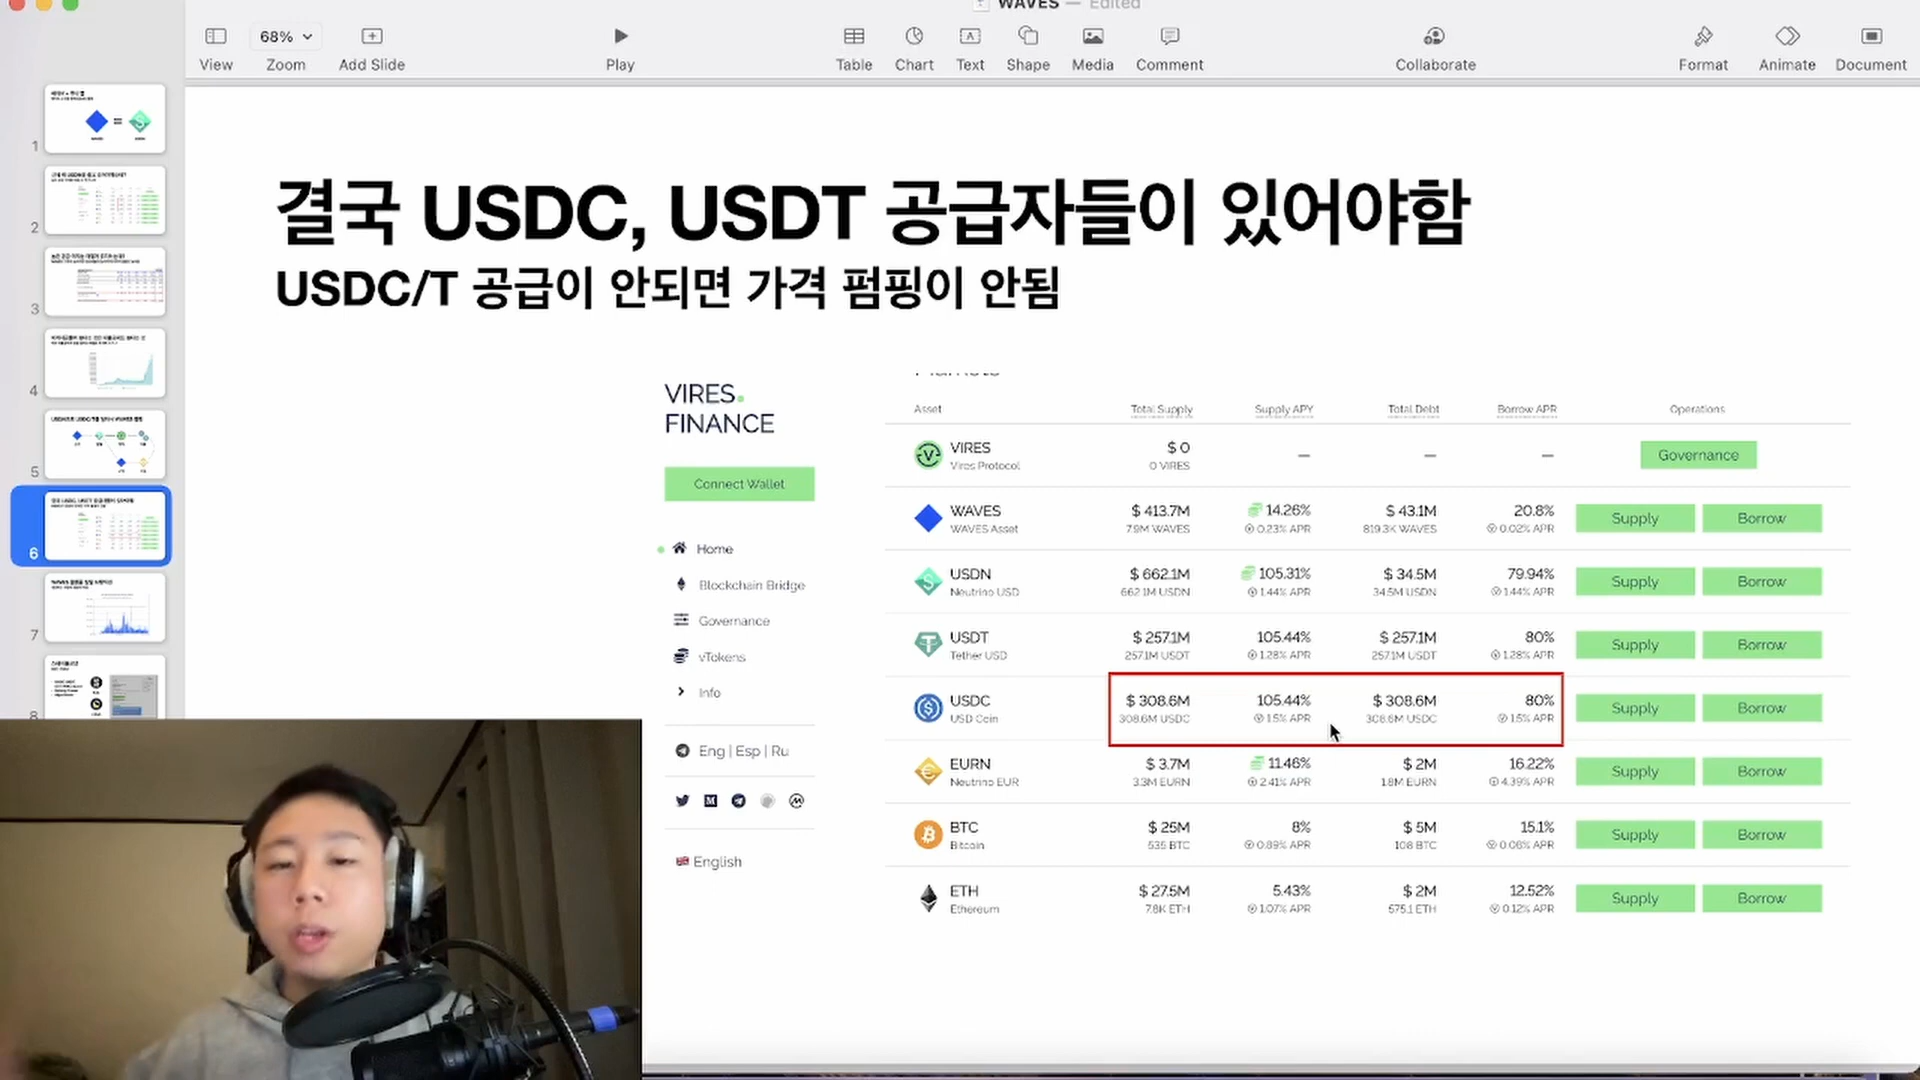 WAVES — Edited
68%
View
Zoom
Add Slide
Play
Table
Chart
Text
Shape
Media
Comment
Collaborate
Format
Animate
Document
1
2
3
4
5
6
7
8
결국 USDC, USDT 공급자들이 있어야함
USDC/T 공급이 안되면 가격 펌핑이 안됨
VIRES.
FINANCE
Connect Wallet
Home
Blockchain Bridge
Governance
vTokens
Info
Eng | Esp | Ru
English
Asset Total Supply Supply APY Total Debt Borrow APR Operations
VIRES $ 0 — — — Governance
Vires Protocol 0 VIRES
WAVES $ 413.7M 14.26% $ 43.1M 20.8% Supply Borrow
WAVES Asset 7.9M WAVES 0.23% APR 819.3K WAVES 0.02% APR
USDN $ 662.1M 105.31% $ 34.5M 79.94% Supply Borrow
Neutrino USD 662.1M USDN 1.44% APR 34.5M USDN 1.44% APR
USDT $ 257.1M 105.44% $ 257.1M 80% Supply Borrow
Tether USD 257.1M USDT 1.28% APR 257.1M USDT 1.28% APR
USDC $ 308.6M 105.44% $ 308.6M 80% Supply Borrow
USD Coin 308.6M USDC 1.5% APR 308.6M USDC 1.5% APR
EURN $ 3.7M 11.46% $ 2M 16.22% Supply Borrow
Neutrino EUR 3.3M EURN 2.41% APR 1.8M EURN 4.39% APR
BTC $ 25M 8% $ 5M 15.1% Supply Borrow
Bitcoin 535 BTC 0.89% APR 108 BTC 0.06% APR
ETH $ 27.5M 5.43% $ 2M 12.52% Supply Borrow
Ethereum 7.8K ETH 1.07% APR 575.1 ETH 0.12% APR